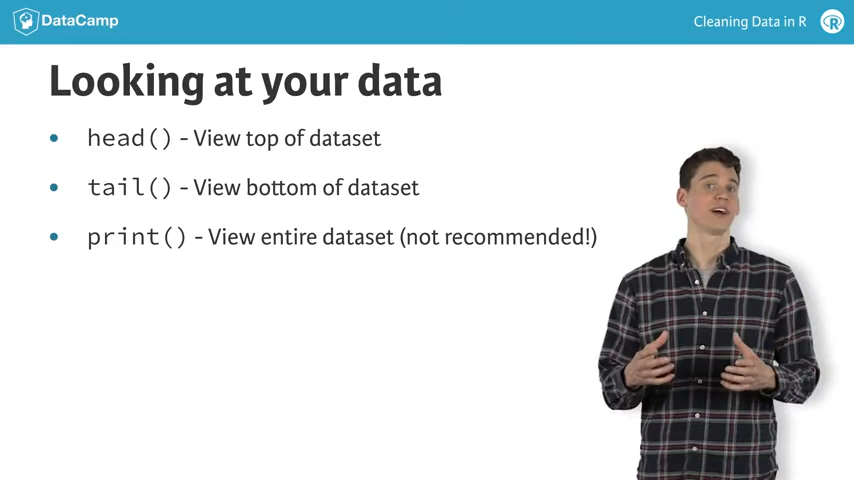 DataCamp
Cleaning Data in R
R
Looking at your data
• head() - View top of dataset
• tail() - View bottom of dataset
• print() - View entire dataset (not recommended!)